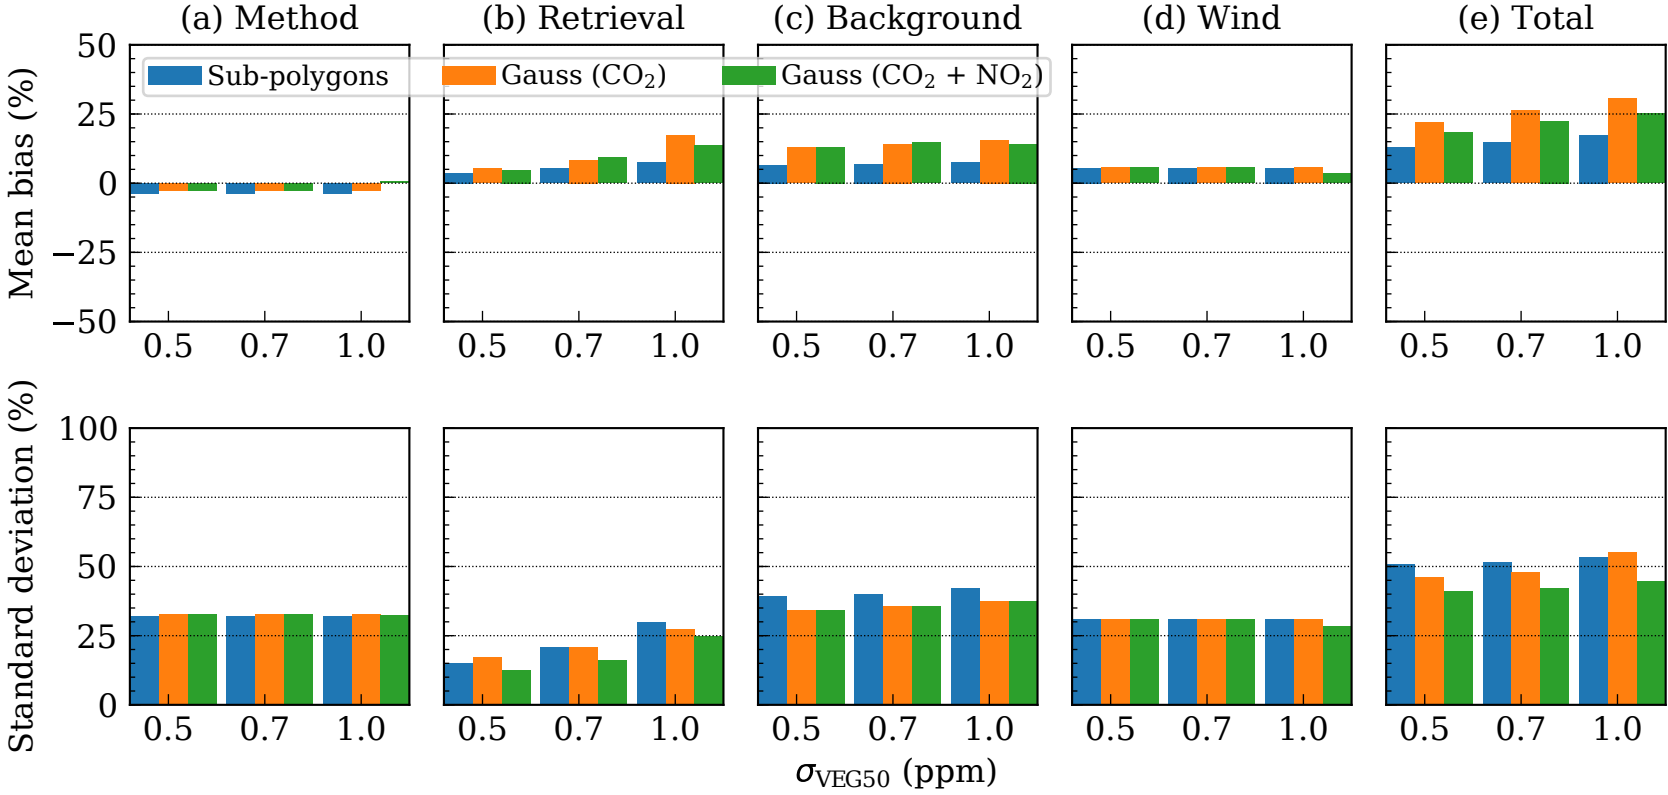 (a) Method (b) Retrieval (c) Background (d) Wind (e) Total
Mean bias (%)
50
25
0
−25
−50
Sub-polygons Gauss (CO₂) Gauss (CO₂ + NO₂)
0.5 0.7 1.0 0.5 0.7 1.0 0.5 0.7 1.0 0.5 0.7 1.0 0.5 0.7 1.0
Standard deviation (%)
100
75
50
25
0
0.5 0.7 1.0 0.5 0.7 1.0 0.5 0.7 1.0 0.5 0.7 1.0 0.5 0.7 1.0
σVEG50 (ppm)